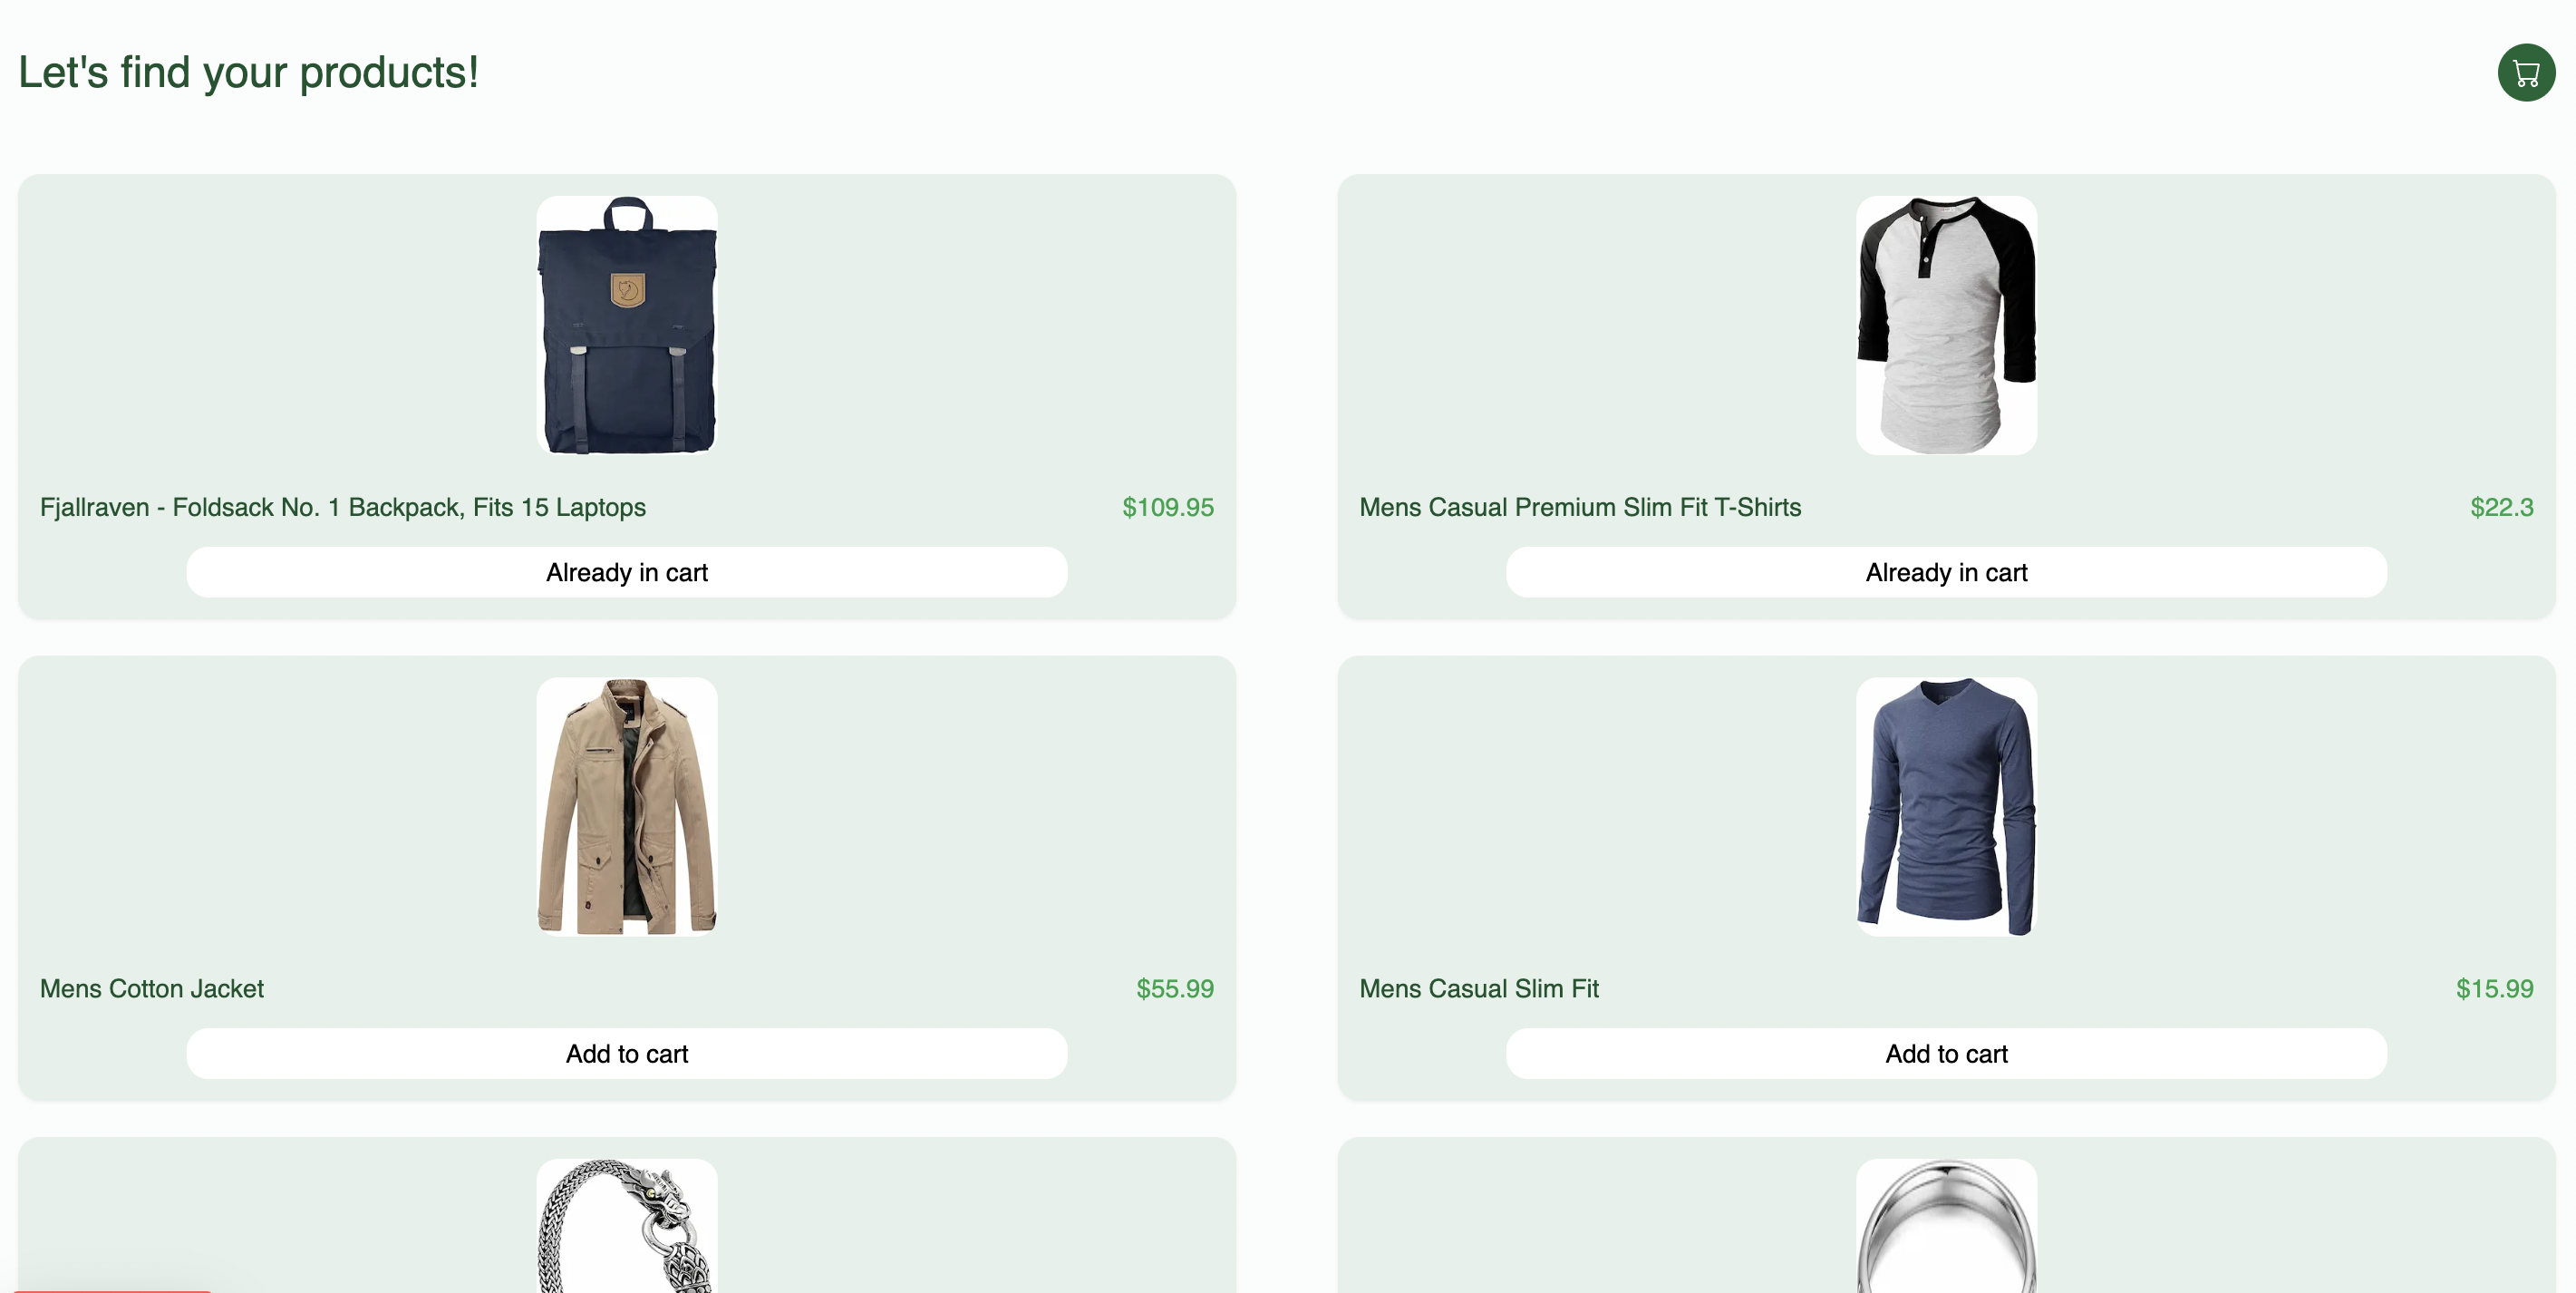 Let's find your products!
Fjallraven - Foldsack No. 1 Backpack, Fits 15 Laptops
$109.95
Already in cart
Mens Casual Premium Slim Fit T-Shirts
$22.3
Already in cart
Mens Cotton Jacket
$55.99
Add to cart
Mens Casual Slim Fit
$15.99
Add to cart